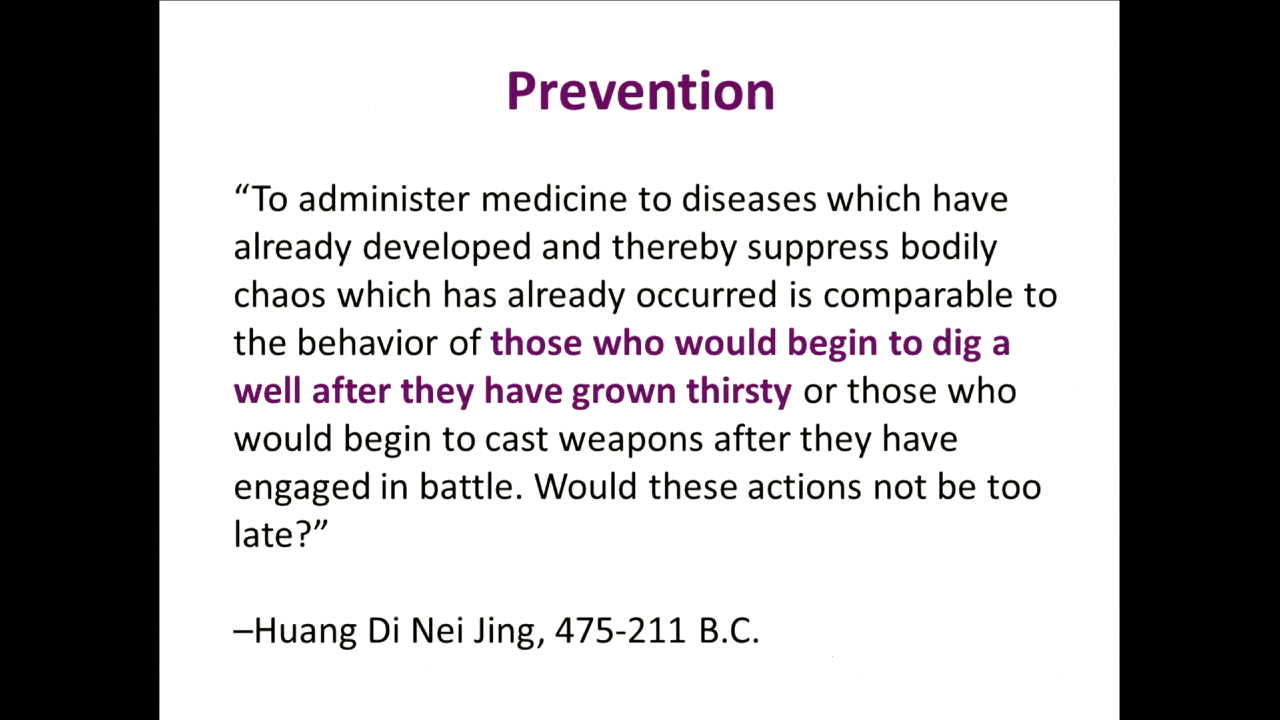 Prevention
“To administer medicine to diseases which have
already developed and thereby suppress bodily
chaos which has already occurred is comparable to
the behavior of those who would begin to dig a
well after they have grown thirsty or those who
would begin to cast weapons after they have
engaged in battle. Would these actions not be too
late?”
–Huang Di Nei Jing, 475-211 B.C.